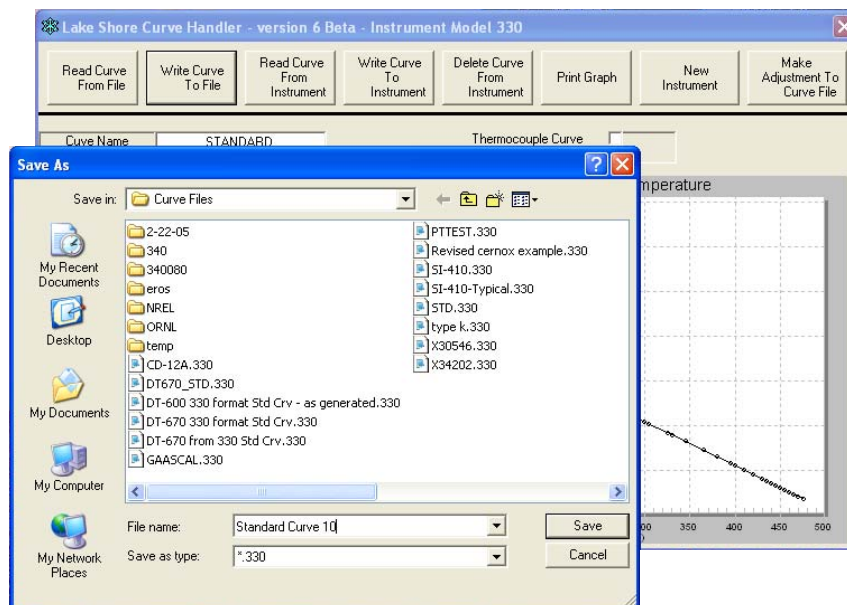 Lake Shore Curve Handler - version 6 Beta - Instrument Model 330
Read Curve From File
Write Curve To File
Read Curve From Instrument
Write Curve To Instrument
Delete Curve From Instrument
Print Graph
New Instrument
Make Adjustment To Curve File
Cuve Name
STANDARD
Thermocouple Curve
mperature
Save As
Save in:
Curve Files
My Recent Documents
Desktop
My Documents
My Computer
My Network Places
2-22-05
340
340080
eros
NREL
ORNL
temp
CD-12A.330
DT670_STD.330
DT-600 330 format Std Crv - as generated.330
DT-670 330 format Std Crv.330
DT-670 from 330 Std Crv.330
GAASCAL.330
PTTEST.330
Revised cernox example.330
SI-410.330
SI-410-Typical.330
STD.330
type k.330
X30546.330
X34202.330
File name:
Standard Curve 10
Save
Save as type:
*.330
Cancel
350 400 450 500